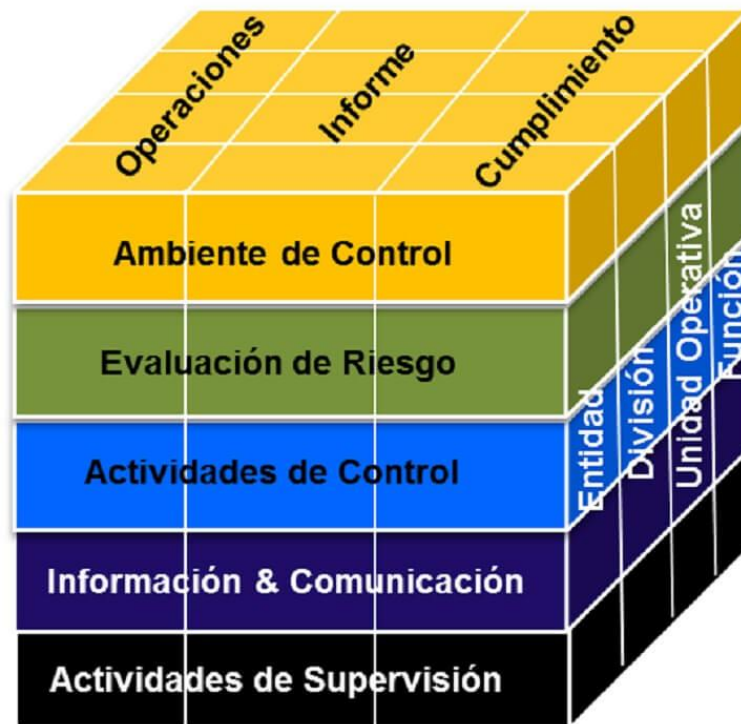 Operaciones
Informe
Cumplimiento
Ambiente de Control
Evaluación de Riesgo
Actividades de Control
Información & Comunicación
Actividades de Supervisión
Entidad
División
Unidad Operativa
Función